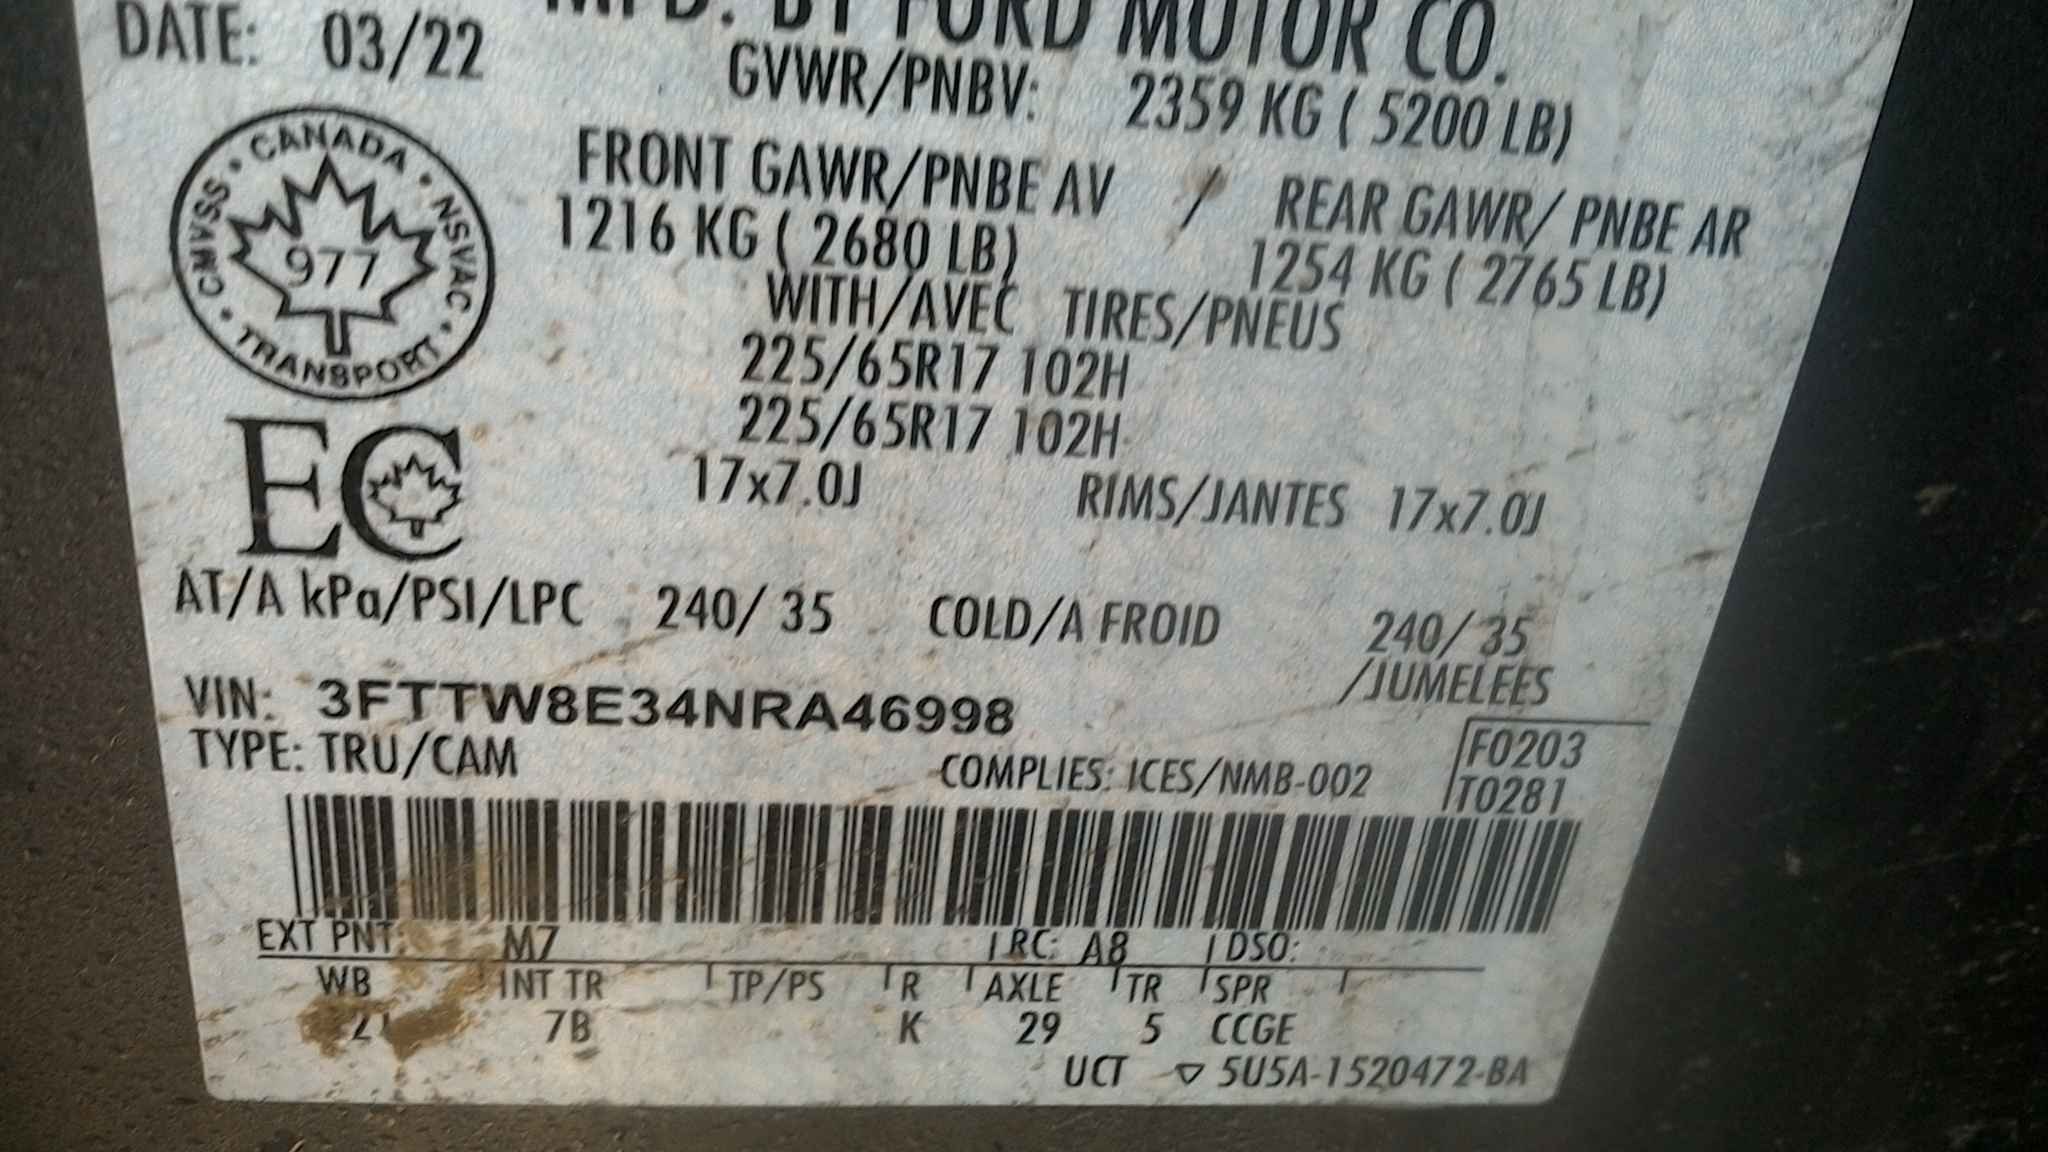 MFD. BY FORD MOTOR CO.
DATE: 03/22
GVWR/PNBV: 2359 KG ( 5200 LB)
FRONT GAWR/PNBE AV / REAR GAWR/ PNBE AR
1216 KG ( 2680 LB) 1254 KG ( 2765 LB)
WITH/AVEC TIRES/PNEUS
225/65R17 102H
225/65R17 102H
17x7.0J RIMS/JANTES 17x7.0J
CANADA
CMVSS • NSVAC
977
TRANSPORT
EC
AT/A kPa/PSI/LPC 240/ 35 COLD/A FROID 240/ 35
/JUMELEES
VIN: 3FTTW8E34NRA46998
TYPE: TRU/CAM
COMPLIES: ICES/NMB-002
F0203
T0281
EXT PNT: M7 RC: A8 DSO:
WB INT TR TP/PS R AXLE TR SPR
21 7B K 29 5 CCGE
UCT ▽ 5U5A-1520472-BA